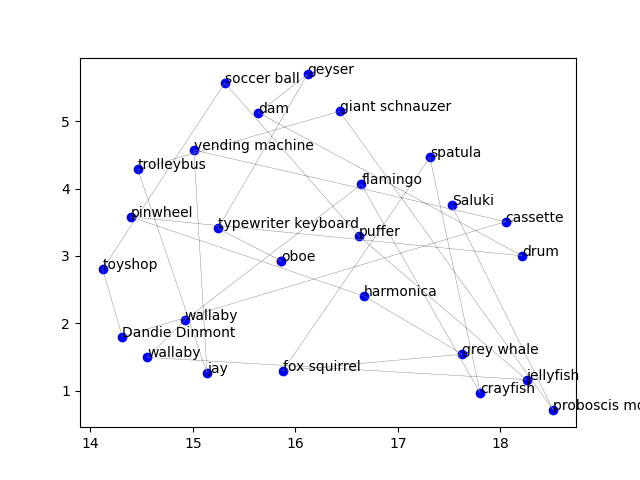 geyser
soccer ball
dam
giant schnauzer
vending machine
spatula
trolleybus
flamingo
Saluki
pinwheel
cassette
typewriter keyboard
puffer
drum
oboe
toyshop
harmonica
wallaby
Dandie Dinmont
grey whale
wallaby
fox squirrel
jay
jellyfish
crayfish
proboscis mo
5
4
3
2
1
14 15 16 17 18